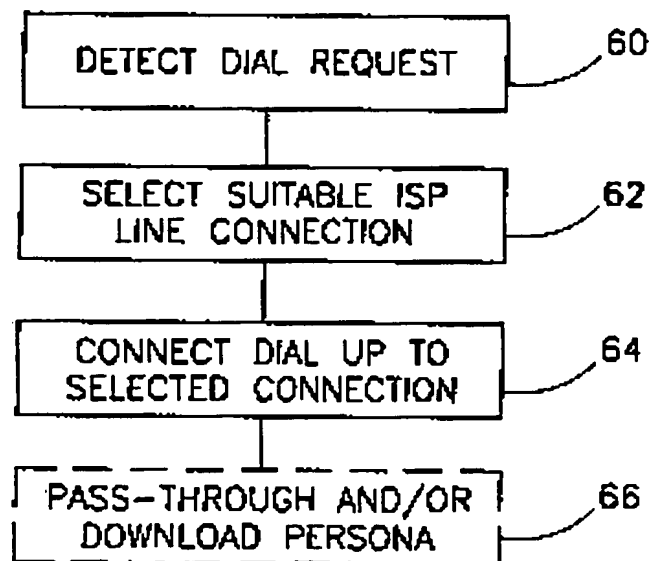 DETECT DIAL REQUEST
60
SELECT SUITABLE ISP
LINE CONNECTION
62
CONNECT DIAL UP TO
SELECTED CONNECTION
64
PASS-THROUGH AND/OR
DOWNLOAD PERSONA
66